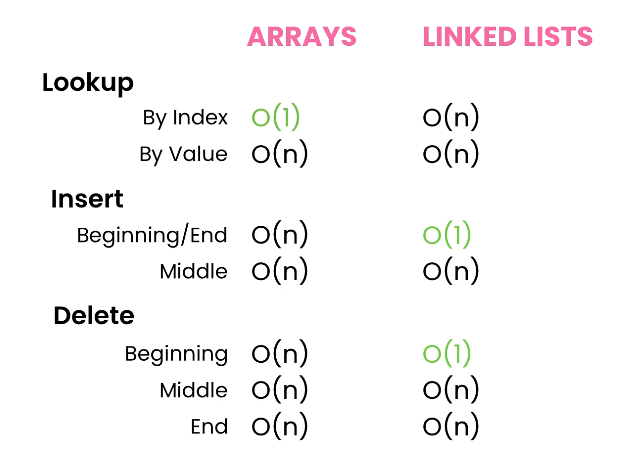 ARRAYS LINKED LISTS
Lookup
By Index O(1) O(n)
By Value O(n) O(n)
Insert
Beginning/End O(n) O(1)
Middle O(n) O(n)
Delete
Beginning O(n) O(1)
Middle O(n) O(n)
End O(n) O(n)